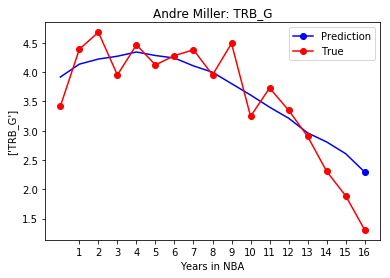 Andre Miller: TRB_G
Prediction
True
4.5
4.0
3.5
3.0
2.5
2.0
1.5
['TRB_G']
1 2 3 4 5 6 7 8 9 10 11 12 13 14 15 16
Years in NBA